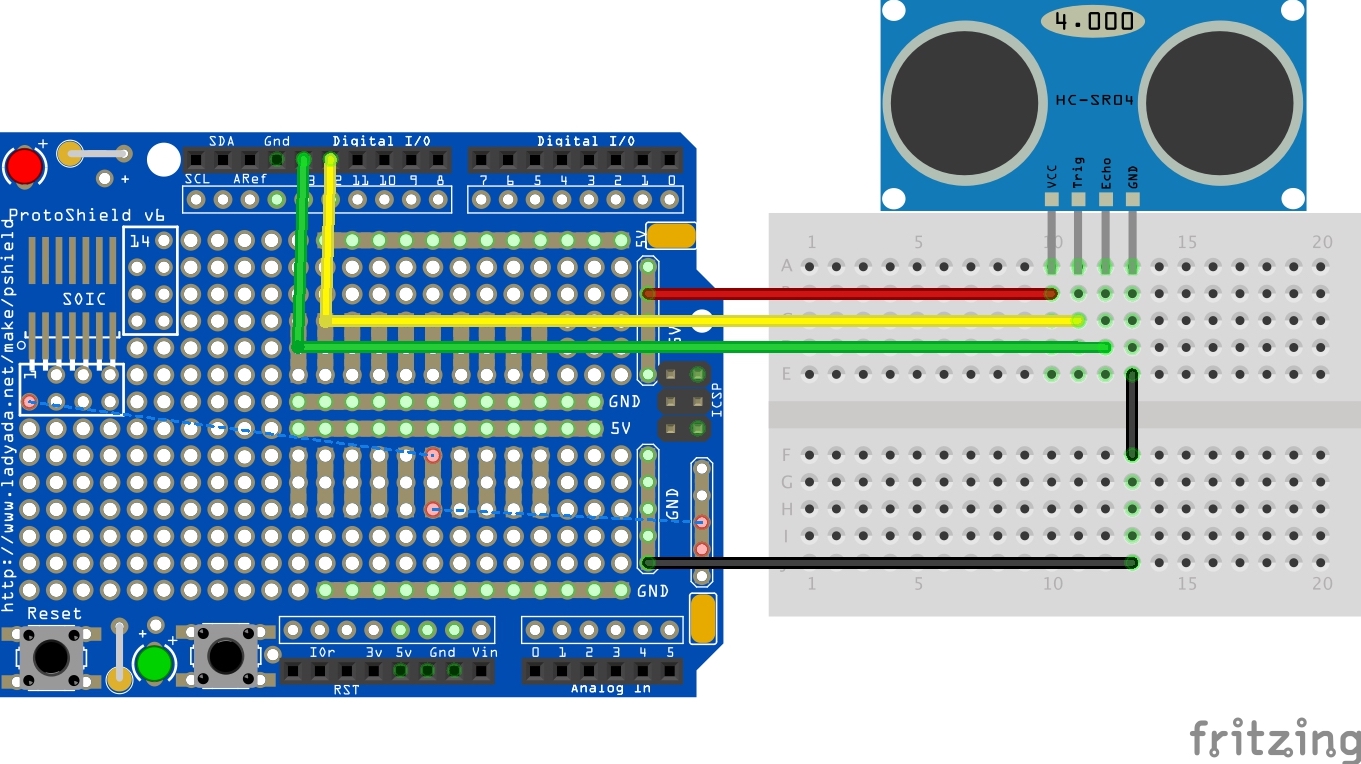 4.000
HC-SR04
VCC Trig Echo GND
SDA Gnd Digital I/O Digital I/O
SCL ARef 3 2 11 10 9 8 7 6 5 4 3 2 1 0
+
+
ProtoShield v6
14
5V
SOIC
http://www.ladyada.net/make/pshield
1
5V
ICSP
GND
5V
GND
GND
Reset
+
+
IOr 3v 5v Gnd Vin 0 1 2 3 4 5
RST Analog In
1 5 10 15 20
A
E
F
G
H
I
1 5 10 15 20
fritzing